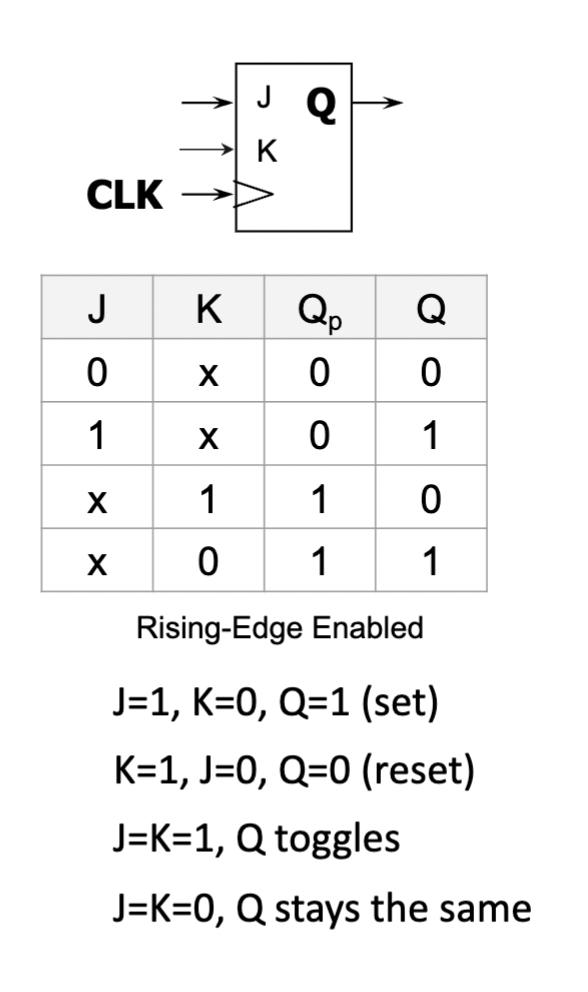 J Q
K
CLK
J K Qp Q
0 x 0 0
1 x 0 1
x 1 1 0
x 0 1 1
Rising-Edge Enabled
J=1, K=0, Q=1 (set)
K=1, J=0, Q=0 (reset)
J=K=1, Q toggles
J=K=0, Q stays the same